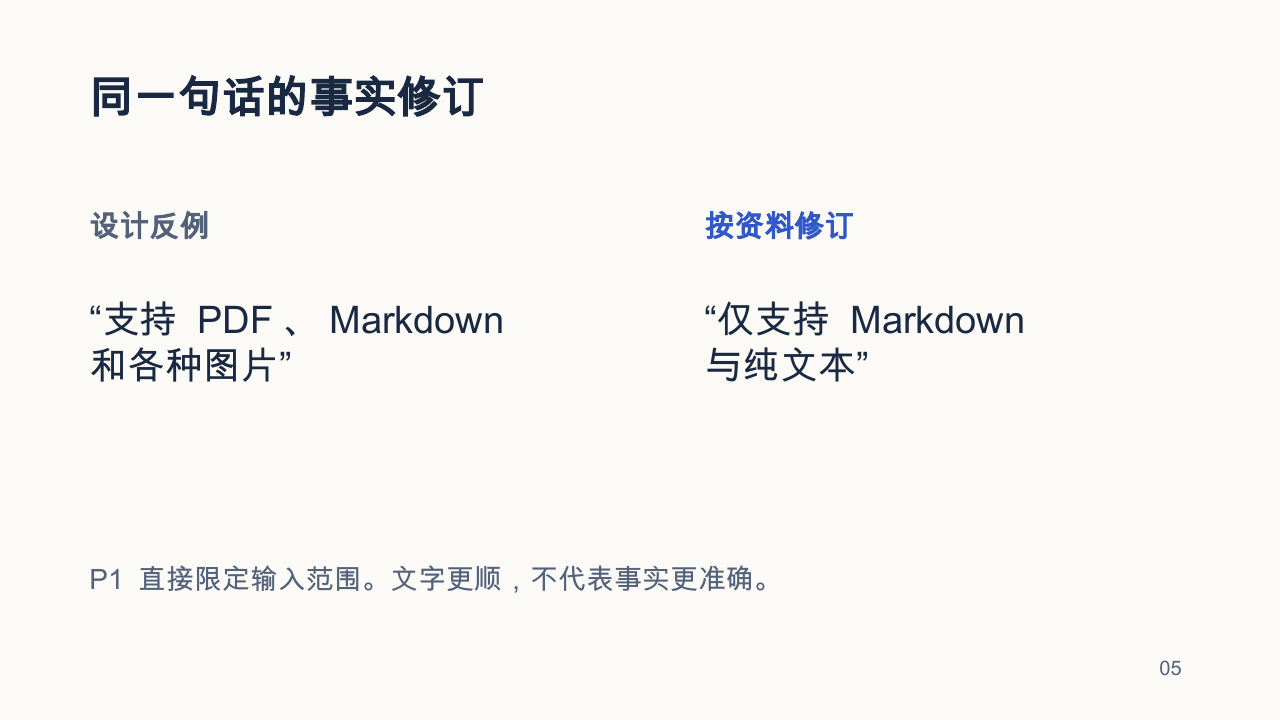 同一句话的事实修订
设计反例
“支持 PDF、Markdown
和各种图片”
按资料修订
“仅支持 Markdown
与纯文本”
P1 直接限定输入范围。文字更顺，不代表事实更准确。
05